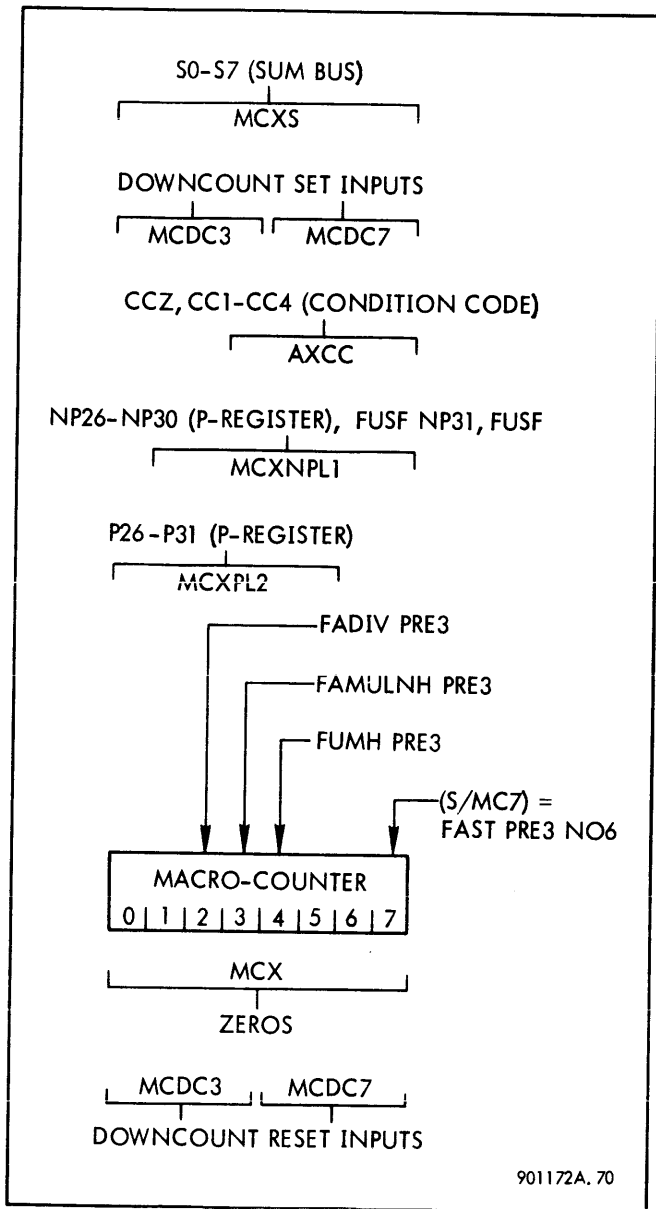 S0-S7 (SUM BUS)
MCXS
DOWNCOUNT SET INPUTS
MCDC3 MCDC7
CCZ, CC1-CC4 (CONDITION CODE)
AXCC
NP26-NP30 (P-REGISTER), FUSF NP31, FUSF
MCXNPL1
P26-P31 (P-REGISTER)
MCXPL2
FADIV PRE3
FAMULNH PRE3
FUMH PRE3
(S/MC7) =
FAST PRE3 NO6
MACRO-COUNTER
0 1 2 3 4 5 6 7
MCX
ZEROS
MCDC3 MCDC7
DOWNCOUNT RESET INPUTS
901172A. 70